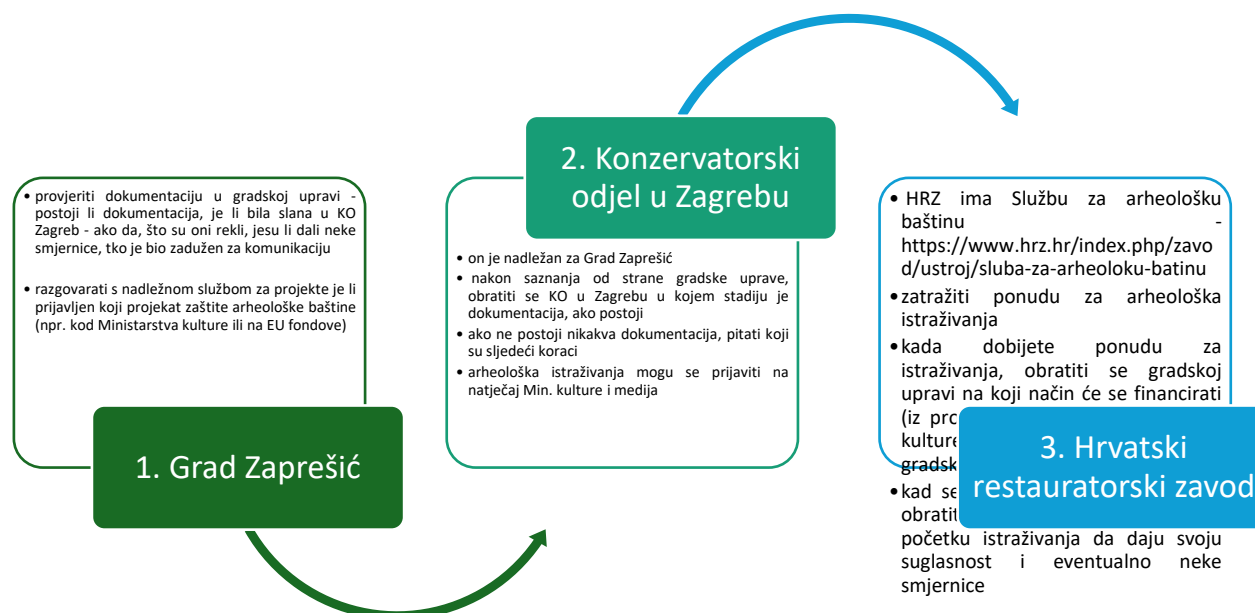 • provjeriti dokumentaciju u gradskoj upravi -
postoji li dokumentacija, je li bila slana u KO
Zagreb - ako da, što su oni rekli, jesu li dali neke
smjernice, tko je bio zadužen za komunikaciju
• razgovarati s nadležnom službom za projekte je li
prijavljen koji projekat zaštite arheološke baštine
(npr. kod Ministarstva kulture ili na EU fondove)
1. Grad Zaprešić
2. Konzervatorski
odjel u Zagrebu
• on je nadležan za Grad Zaprešić
• nakon saznanja od strane gradske uprave,
obratiti se KO u Zagrebu u kojem stadiju je
dokumentacija, ako postoji
• ako ne postoji nikakva dokumentacija, pitati koji
su sljedeći koraci
• arheološka istraživanja mogu se prijaviti na
natječaj Min. kulture i medija
• HRZ ima Službu za arheološku
baštinu -
https://www.hrz.hr/index.php/zavo
d/ustroj/sluba-za-arheoloku-batinu
• zatražiti ponudu za arheološka
istraživanja
• kada dobijete ponudu za
istraživanja, obratiti se gradskoj
upravi na koji način će se financirati
(iz
• kad
početku istraživanja da daju svoju
suglasnost i eventualno neke
smjernice
3. Hrvatski
restauratorski zavod